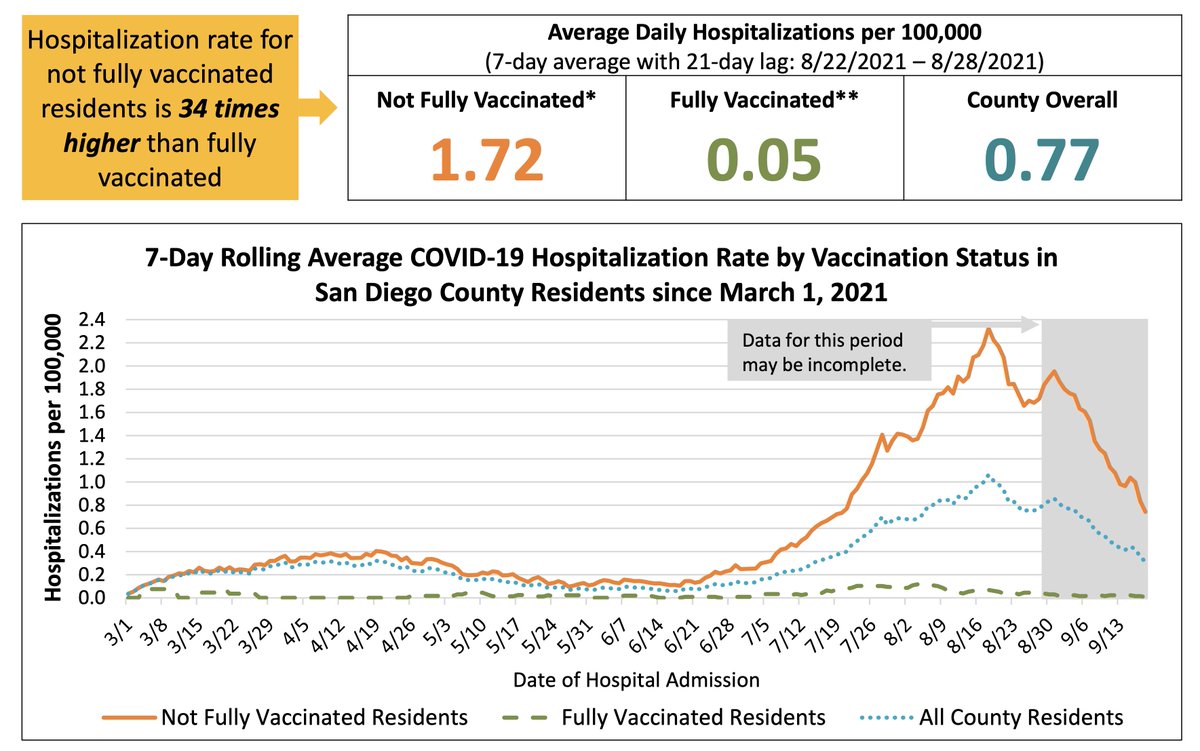 Hospitalization rate for
not fully vaccinated
residents is 34 times
higher than fully
vaccinated
Average Daily Hospitalizations per 100,000
(7-day average with 21-day lag: 8/22/2021 – 8/28/2021)
Not Fully Vaccinated* Fully Vaccinated** County Overall
1.72 0.05 0.77
7-Day Rolling Average COVID-19 Hospitalization Rate by Vaccination Status in
San Diego County Residents since March 1, 2021
Hospitalizations per 100,000
2.4
2.2
2.0
1.8
1.6
1.4
1.2
1.0
0.8
0.6
0.4
0.2
0.0
Data for this period
may be incomplete.
3/1 3/8 3/15 3/22 3/29 4/5 4/12 4/19 4/26 5/3 5/10 5/17 5/24 5/31 6/7 6/14 6/21 6/28 7/5 7/12 7/19 7/26 8/2 8/9 8/16 8/23 8/30 9/6 9/13
Date of Hospital Admission
Not Fully Vaccinated Residents Fully Vaccinated Residents All County Residents